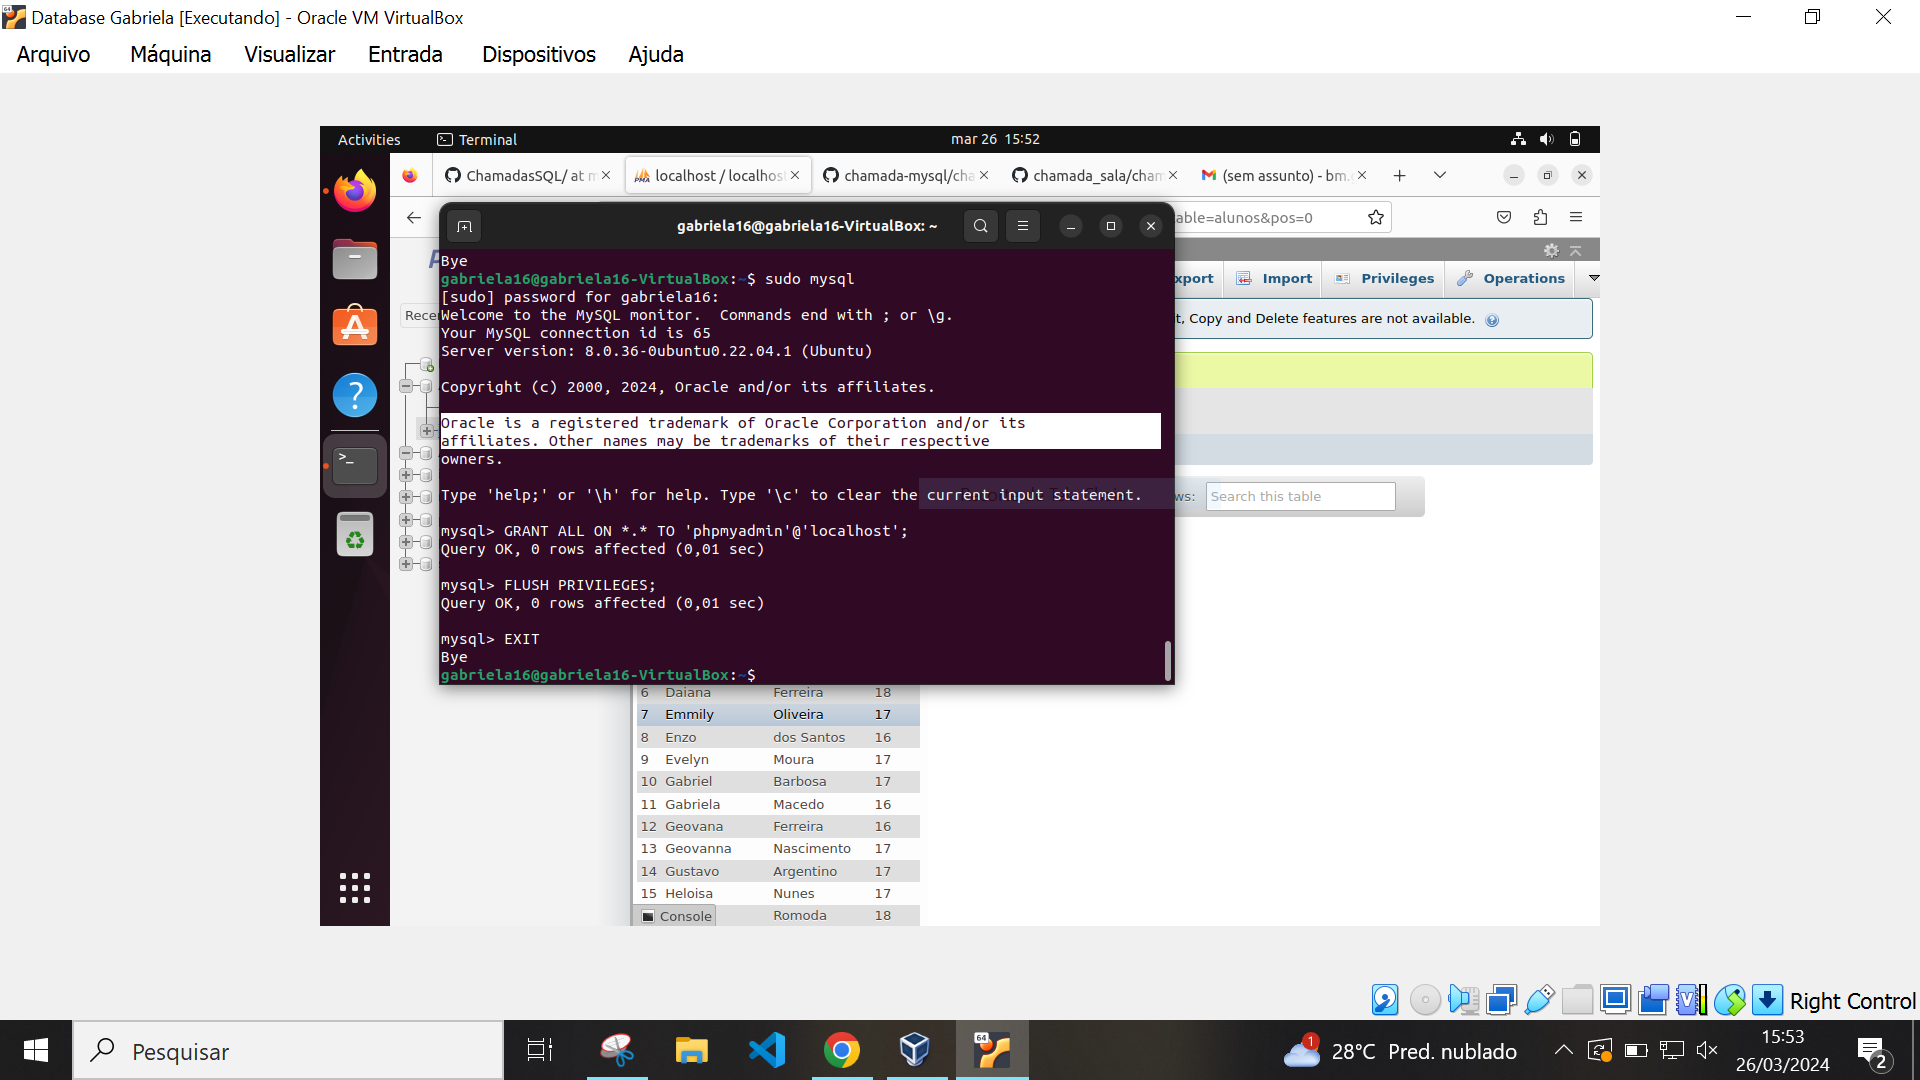 Database Gabriela [Executando] - Oracle VM VirtualBox
Arquivo Máquina Visualizar Entrada Dispositivos Ajuda
Activities Terminal mar 26 15:52
ChamadasSQL/ at m localhost / localhos chamada-mysql/cha chamada_sala/cham (sem assunto) - bm.
gabriela16@gabriela16-VirtualBox: ~
able=alunos&pos=0
Bye
gabriela16@gabriela16-VirtualBox:~$ sudo mysql
[sudo] password for gabriela16:
Welcome to the MySQL monitor.  Commands end with ; or \g.
Your MySQL connection id is 65
Server version: 8.0.36-0ubuntu0.22.04.1 (Ubuntu)
Copyright (c) 2000, 2024, Oracle and/or its affiliates.
Oracle is a registered trademark of Oracle Corporation and/or its
affiliates. Other names may be trademarks of their respective
owners.
Type 'help;' or '\h' for help. Type '\c' to clear the current input statement.
mysql> GRANT ALL ON *.* TO 'phpmyadmin'@'localhost';
Query OK, 0 rows affected (0,01 sec)
mysql> FLUSH PRIVILEGES;
Query OK, 0 rows affected (0,01 sec)
mysql> EXIT
Bye
gabriela16@gabriela16-VirtualBox:~$
Recen
xport Import Privileges Operations
t, Copy and Delete features are not available.
ws: Search this table
6 Daiana Ferreira 18
7 Emmily Oliveira 17
8 Enzo dos Santos 16
9 Evelyn Moura 17
10 Gabriel Barbosa 17
11 Gabriela Macedo 16
12 Geovana Ferreira 16
13 Geovanna Nascimento 17
14 Gustavo Argentino 17
15 Heloisa Nunes 17
Console Romoda 18
Right Control
Pesquisar
64
1
28°C Pred. nublado
15:53
26/03/2024
2